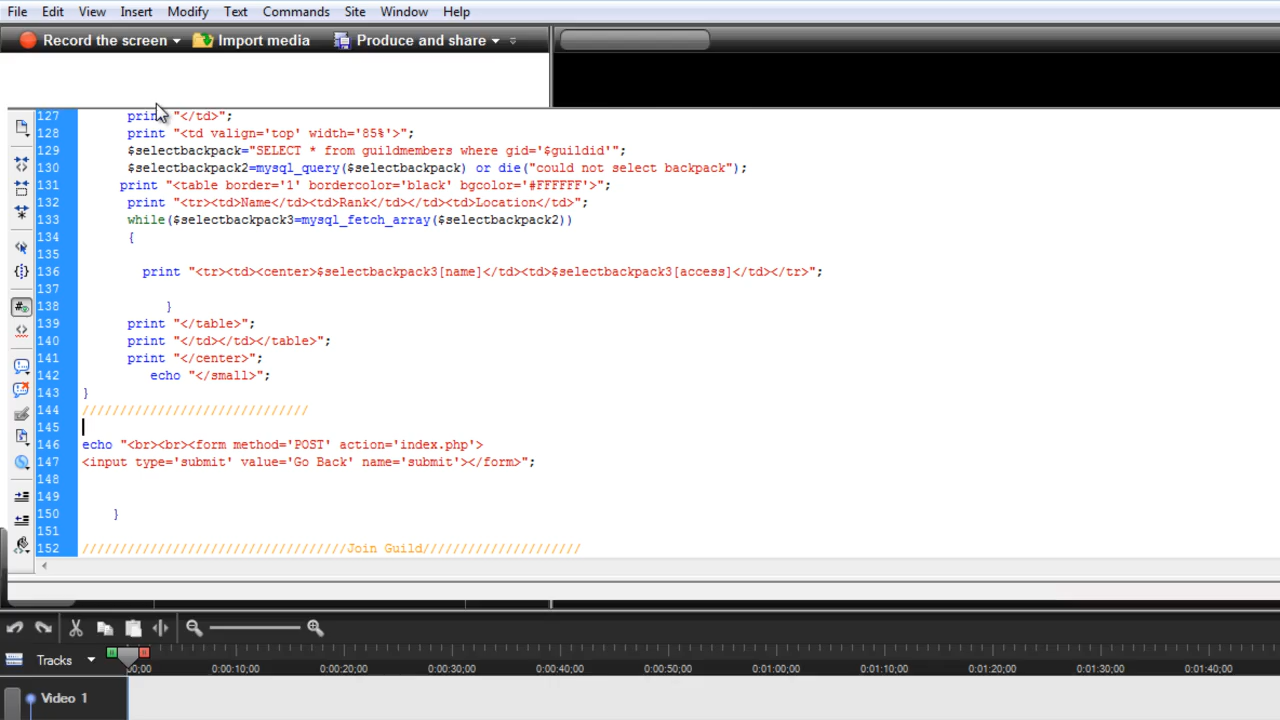 File Edit View Insert Modify Text Commands Site Window Help
Record the screen Import media Produce and share
127 print "</td>";
128 print "<td valign='top' width='85%'>";
129 $selectbackpack="SELECT * from guildmembers where gid='$guildid'";
130 $selectbackpack2=mysql_query($selectbackpack) or die("could not select backpack");
131 print "<table border='1' bordercolor='black' bgcolor='#FFFFFF'>";
132 print "<tr><td>Name</td><td>Rank</td></td><td>Location</td>";
133 while($selectbackpack3=mysql_fetch_array($selectbackpack2))
134 {
135
136 print "<tr><td><center>$selectbackpack3[name]</td><td>$selectbackpack3[access]</td></tr>";
137
138 }
139 print "</table>";
140 print "</td></td></table>";
141 print "</center>";
142 echo "</small>";
143 }
144 //////////////////////////////
145
146 echo "<br><br><form method='POST' action='index.php'>
147 <input type='submit' value='Go Back' name='submit'></form>";
148
149
150 }
151
152 ///////////////////////////////////Join Guild/////////////////////
Tracks 00;00 0:00:10;00 0:00:20;00 0:00:30;00 0:00:40;00 0:00:50;00 0:01:00;00 0:01:10;00 0:01:20;00 0:01:30;00 0:01:40;00
Video 1